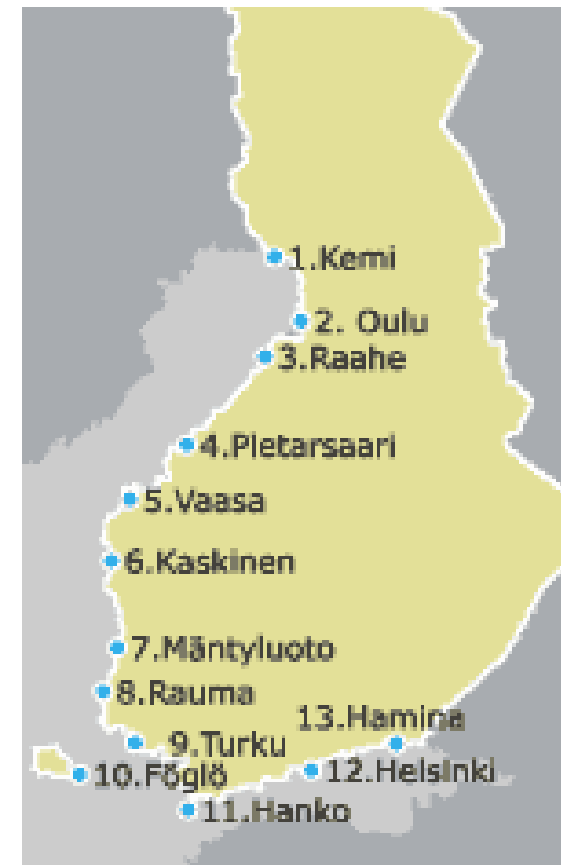 1.Kemi
2. Oulu
3.Raahe
4.Pietarsaari
5.Vaasa
6.Kaskinen
7.Mäntyluoto
8.Rauma
13.Hamina
9.Turku
10.Föglö
12.Helsinki
11.Hanko